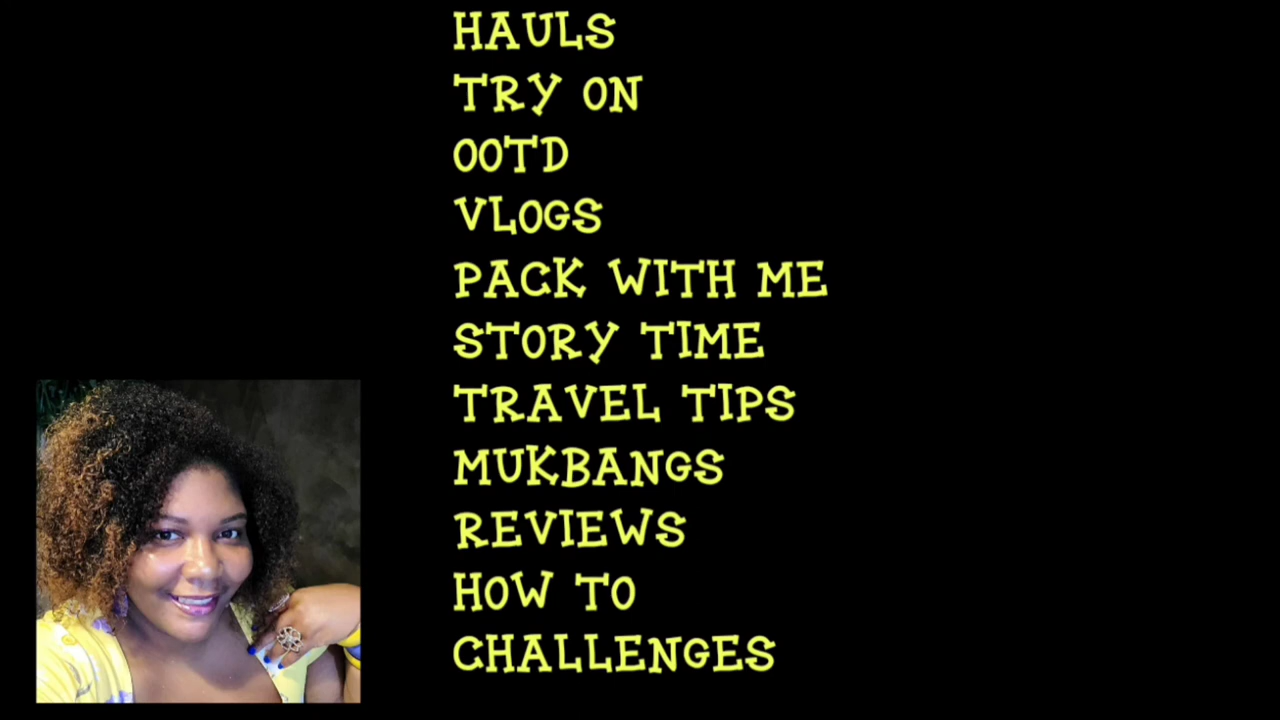 HAULS
TRY ON
OOTD
VLOGS
PACK WITH ME
STORY TIME
TRAVEL TIPS
MUKBANGS
REVIEWS
HOW TO
CHALLENGES